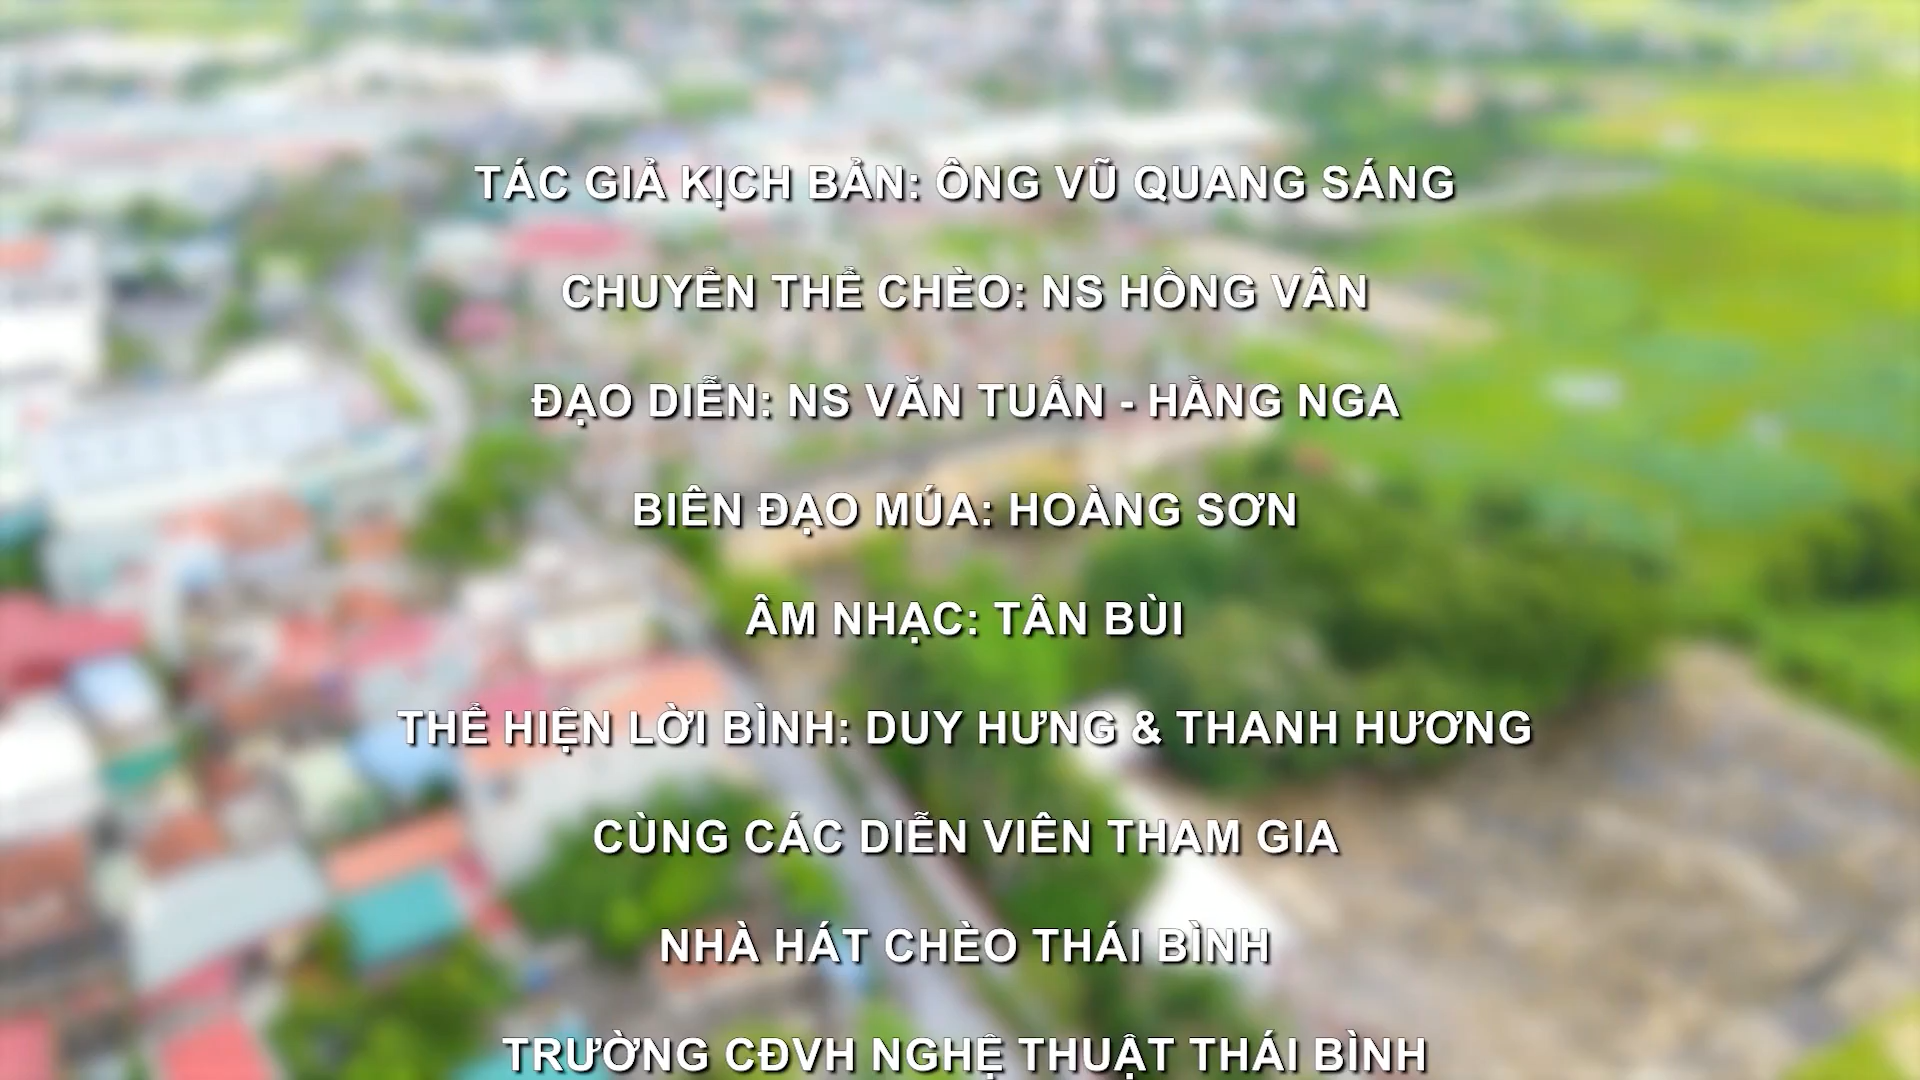 TÁC GIẢ KỊCH BẢN: ÔNG VŨ QUANG SÁNG
CHUYỂN THỂ CHÈO: NS HỒNG VÂN
ĐẠO DIỄN: NS VĂN TUẤN - HẰNG NGA
BIÊN ĐẠO MÚA: HOÀNG SƠN
ÂM NHẠC: TÂN BÙI
THỂ HIỆN LỜI BÌNH: DUY HƯNG & THANH HƯƠNG
CÙNG CÁC DIỄN VIÊN THAM GIA
NHÀ HÁT CHÈO THÁI BÌNH
TRƯỜNG CĐVH NGHỆ THUẬT THÁI BÌNH